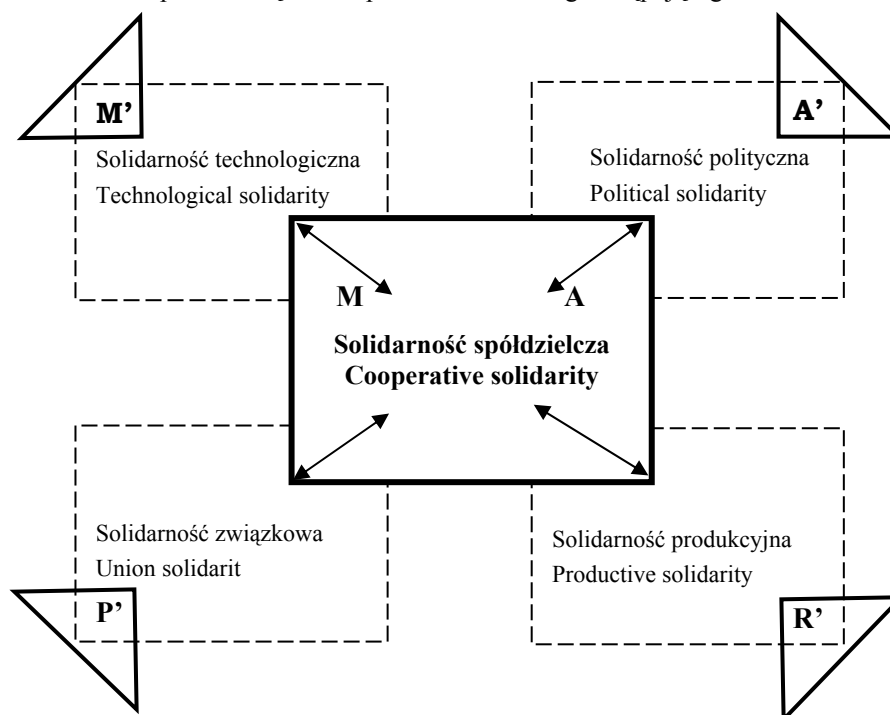 M’
A’
Solidarność technologiczna
Technological solidarity
Solidarność polityczna
Political solidarity
M
A
Solidarność spółdzielcza
Cooperative solidarity
Solidarność związkowa
Union solidarit
Solidarność produkcyjna
Productive solidarity
P’
R’